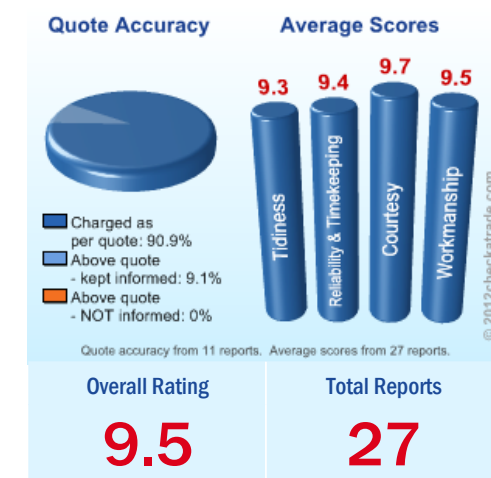 Quote Accuracy
Average Scores
9.3
9.4
9.7
9.5
Tidiness
Reliability & Timekeeping
Courtesy
Workmanship
Charged as
per quote: 90.9%
Above quote
- kept informed: 9.1%
Above quote
- NOT informed: 0%
© 2012checkatrade.com
Quote accuracy from 11 reports. Average scores from 27 reports.
Overall Rating
Total Reports
9.5
27